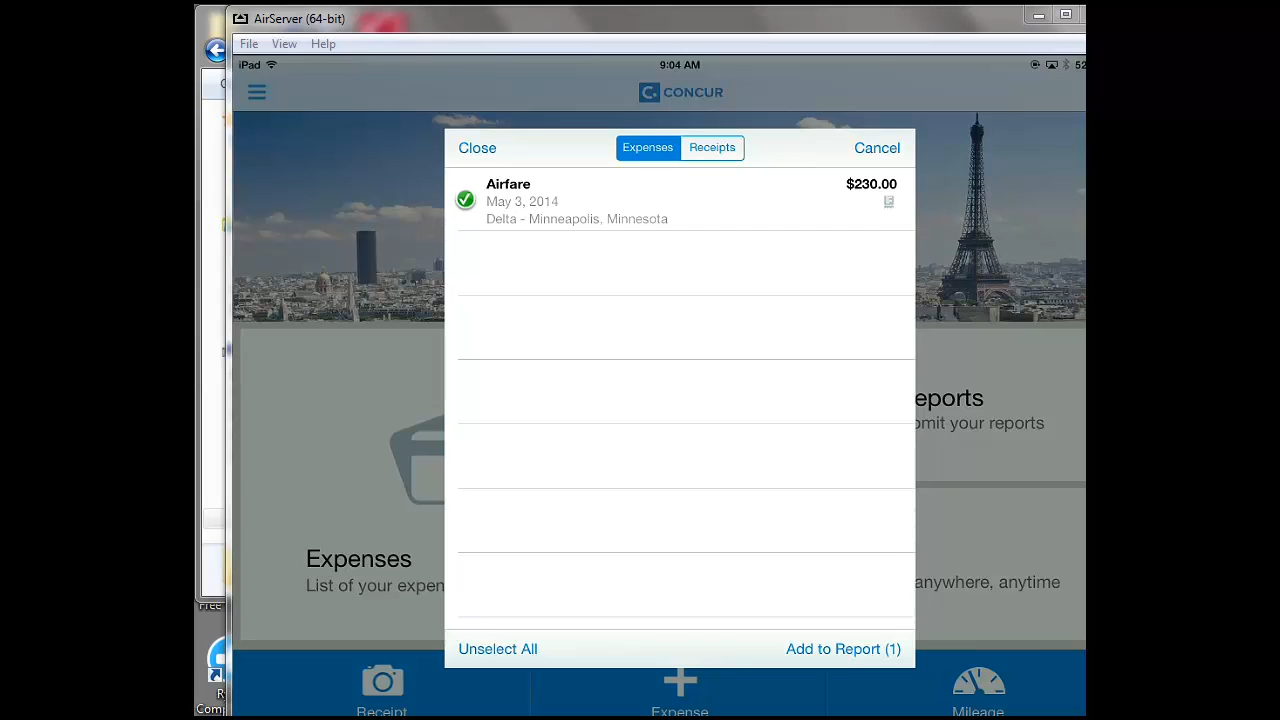 AirServer (64-bit)
File View Help
iPad 9:04 AM 52
CONCUR
Close Expenses Receipts Cancel
Airfare $230.00
May 3, 2014
Delta - Minneapolis, Minnesota
eports
omit your reports
Expenses
List of your expen
anywhere, anytime
Free
Unselect All Add to Report (1)
Comp
Receipt Expense Mileage